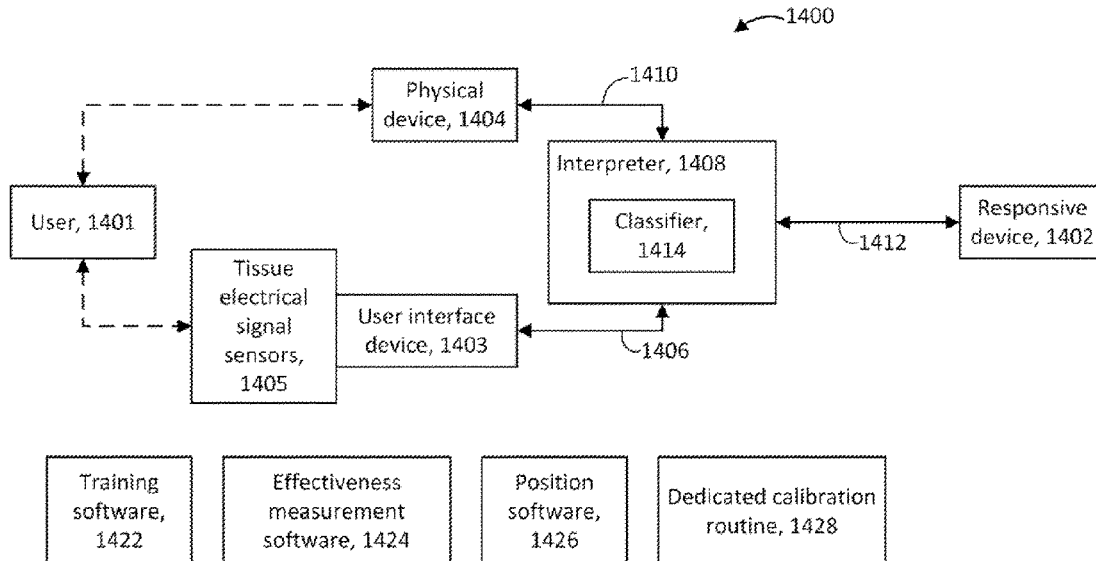 1400
1410
Physical
device, 1404
Interpreter, 1408
Classifier,
1414
User, 1401
Responsive
device, 1402
1412
Tissue
electrical
signal
sensors,
1405
User interface
device, 1403
1406
Training
software,
1422
Effectiveness
measurement
software, 1424
Position
software,
1426
Dedicated calibration
routine, 1428